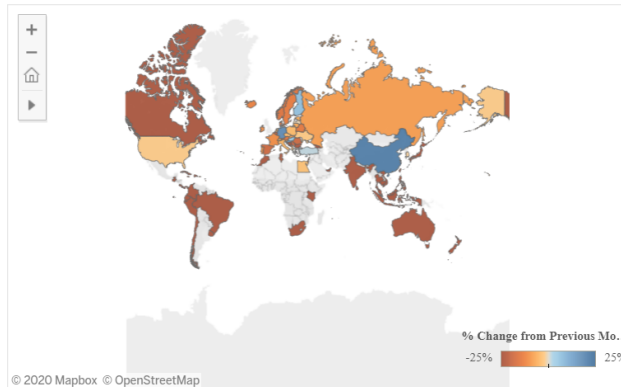 +
−
% Change from Previous Mo.
-25% 25%
© 2020 Mapbox © OpenStreetMap